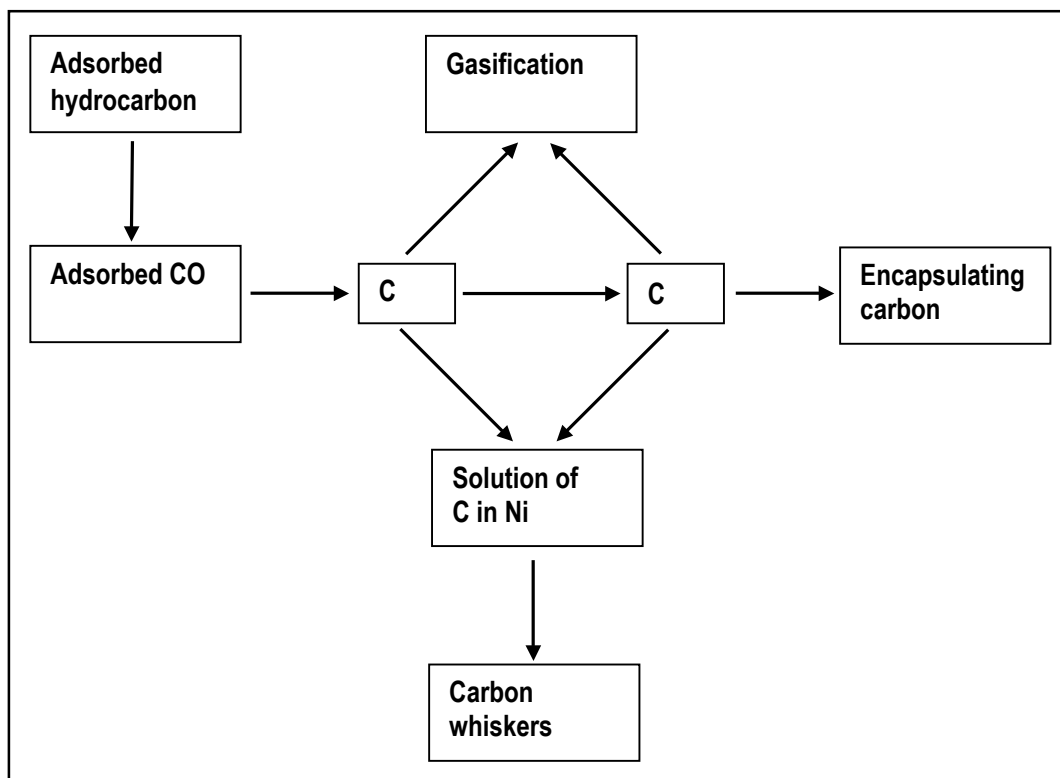 Adsorbed
hydrocarbon
Gasification
Adsorbed CO
C
C
Encapsulating
carbon
Solution of
C in Ni
Carbon
whiskers